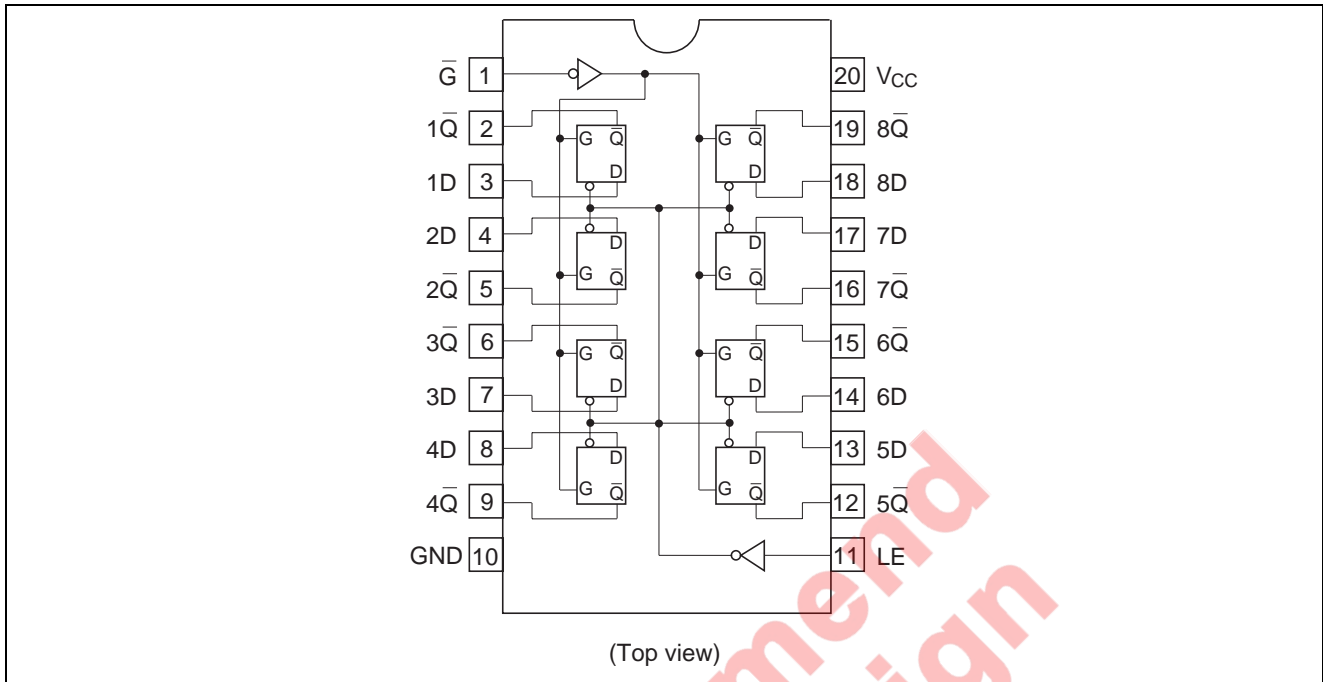 G̅ 1 20 VCC
1Q̅ 2 G Q̅ G Q̅ 19 8Q̅
1D 3 D D 18 8D
2D 4 D D 17 7D
2Q̅ 5 G Q̅ G Q̅ 16 7Q̅
3Q̅ 6 G Q̅ G Q̅ 15 6Q̅
3D 7 D D 14 6D
4D 8 D D 13 5D
4Q̅ 9 G Q̅ G Q̅ 12 5Q̅
GND 10 11 LE
(Top view)